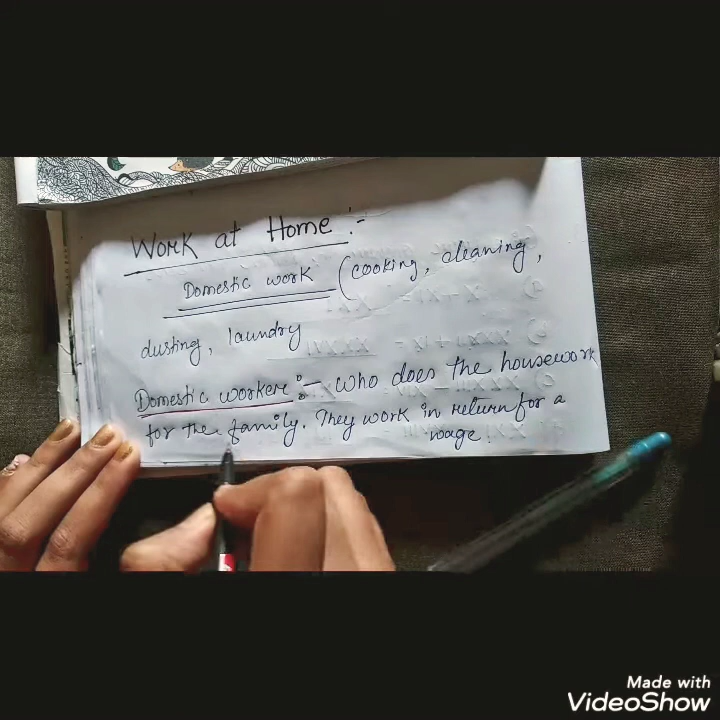 Work at Home :-
Domestic work (cooking, cleaning,
dusting, laundry
Domestic workers :- who does the housework
for the family. They work in return for a
wage.
Made with
VideoShow